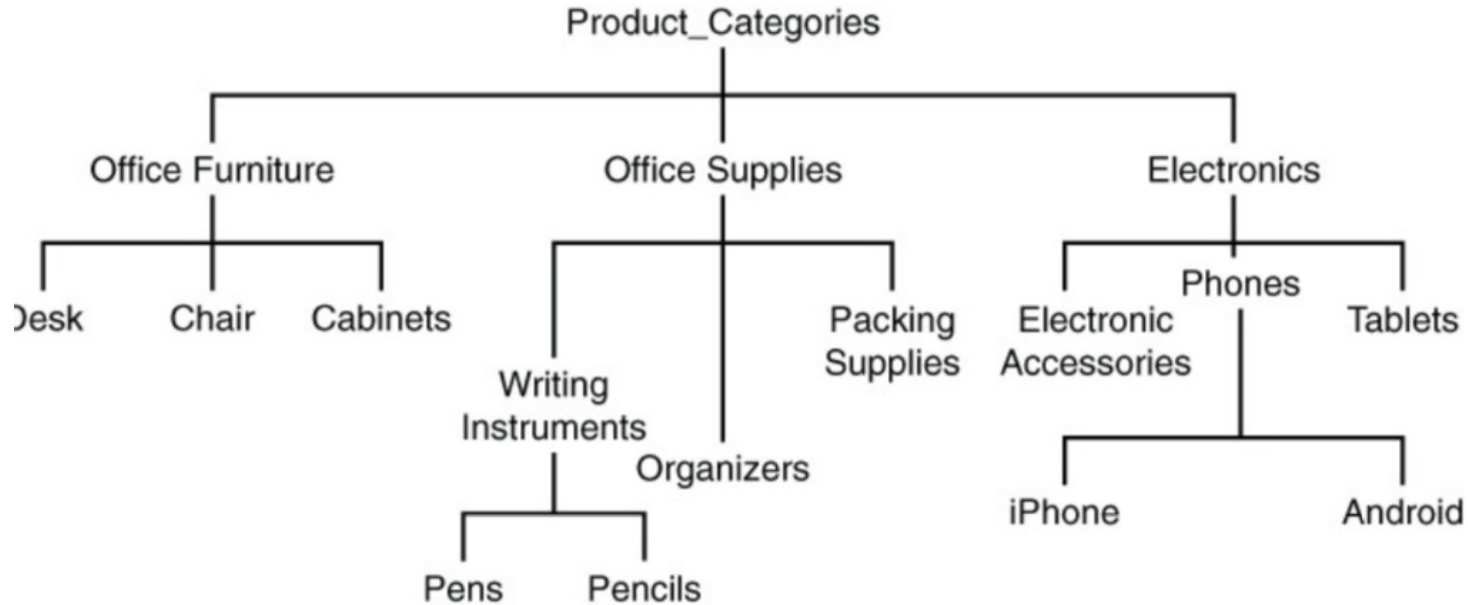 Product_Categories
Office Furniture
Office Supplies
Electronics
Desk
Chair
Cabinets
Writing
Instruments
Organizers
Packing
Supplies
Electronic
Accessories
Phones
Tablets
Pens
Pencils
iPhone
Android